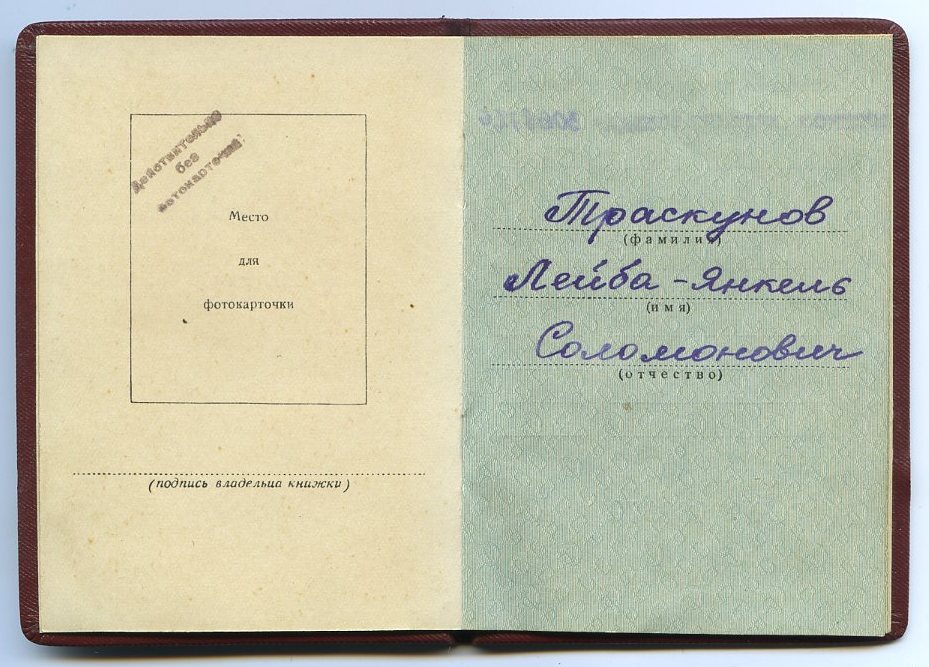 Действительно
без
фотокарточки
Место
для
фотокарточки
(подпись владельца книжки)
Траскунов
(фамилия)
Лейба-Янкель
(имя)
Соломонович
(отчество)